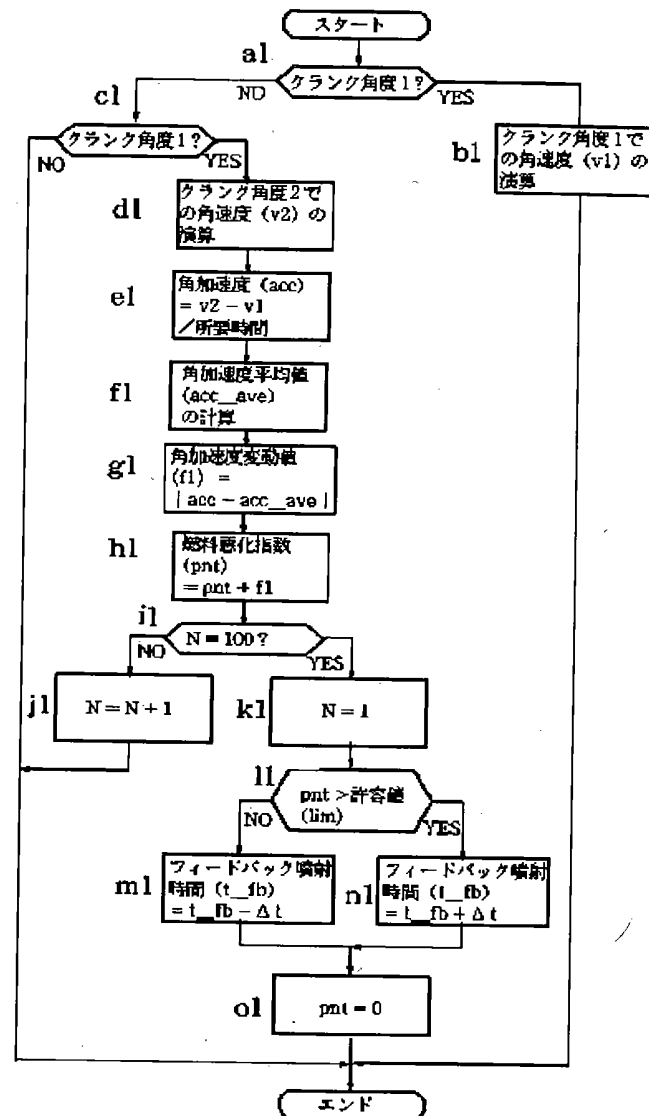 スタート
a1
クランク角度1?
NO
YES
c1
クランク角度1?
NO
YES
b1
クランク角度1で
の角速度(v1)の
演算
d1
クランク角度2で
の角速度(v2)の
演算
e1
角加速度(acc)
=v2-v1
/所要時間
f1
角加速度平均値
(acc__ave)
の計算
g1
角加速度変動値
(f1)=
|acc-acc__ave|
h1
燃料悪化指数
(pnt)
=pnt+f1
i1
N=100?
NO
YES
j1
N=N+1
k1
N=1
l1
pnt>許容値
(lim)
NO
YES
m1
フィードバック噴射
時間(t__fb)
=t__fb-Δt
n1
フィードバック噴射
時間(t__fb)
=t__fb+Δt
o1
pnt=0
エンド